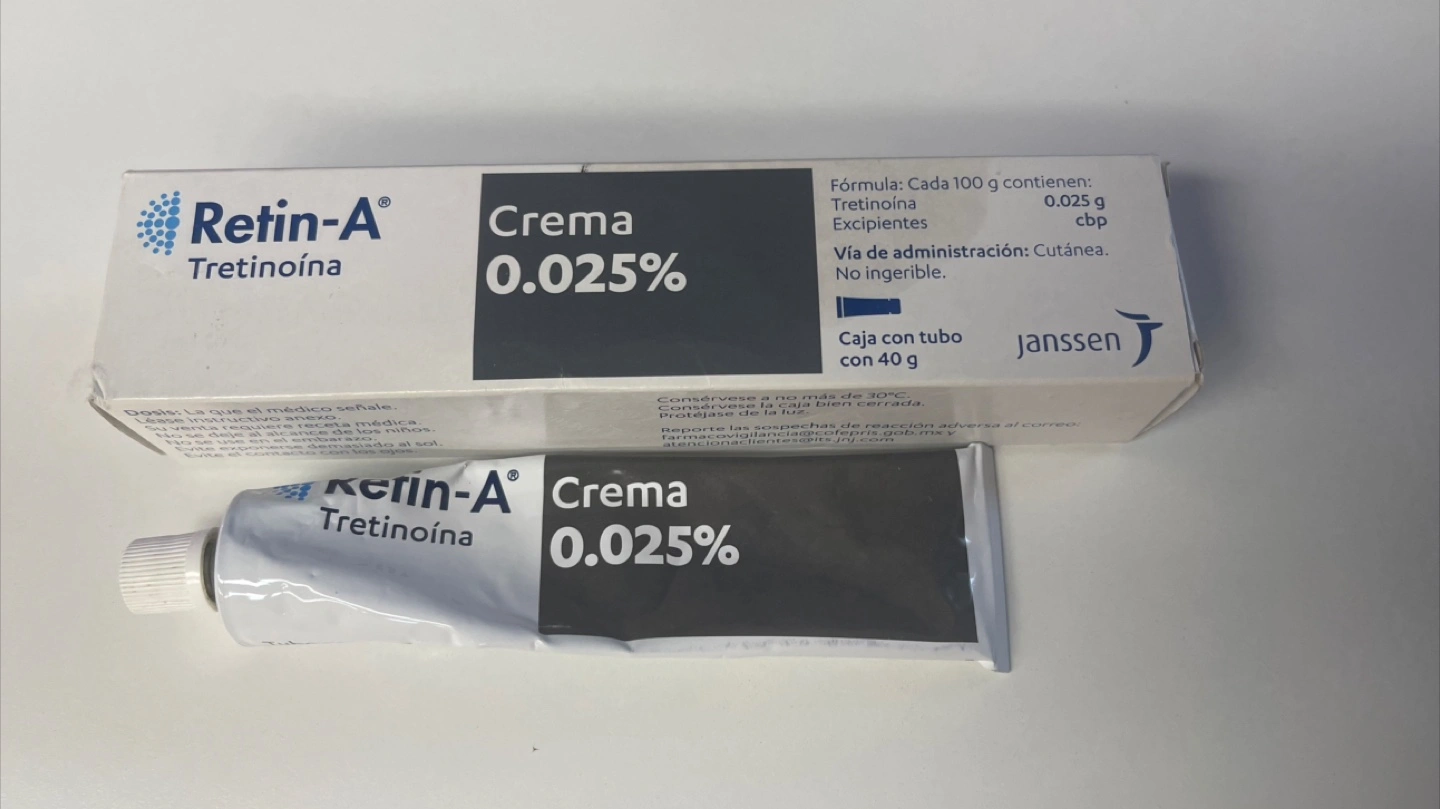 Retin-A®
Tretinoína
Crema
0.025%
Fórmula: Cada 100 g contienen:
Tretinoína 0.025 g
Excipientes cbp
Vía de administración: Cutánea.
No ingerible.
Caja con tubo
con 40 g
Janssen
Dosis: La que el médico señale.
Léase instructivo anexo.
Su venta requiere receta médica.
No se deje al alcance de los niños.
No se use en el embarazo.
Evite exponerse demasiado al sol.
Evite el contacto con los ojos.
Consérvese a no más de 30°C.
Consérvese la caja bien cerrada.
Protéjase de la luz.
Reporte las sospechas de reacción adversa al correo:
farmacovigilancia@cofepris.gob.mx y
atencionaclientes@its.jnj.com
Retin-A®
Tretinoína
Crema
0.025%